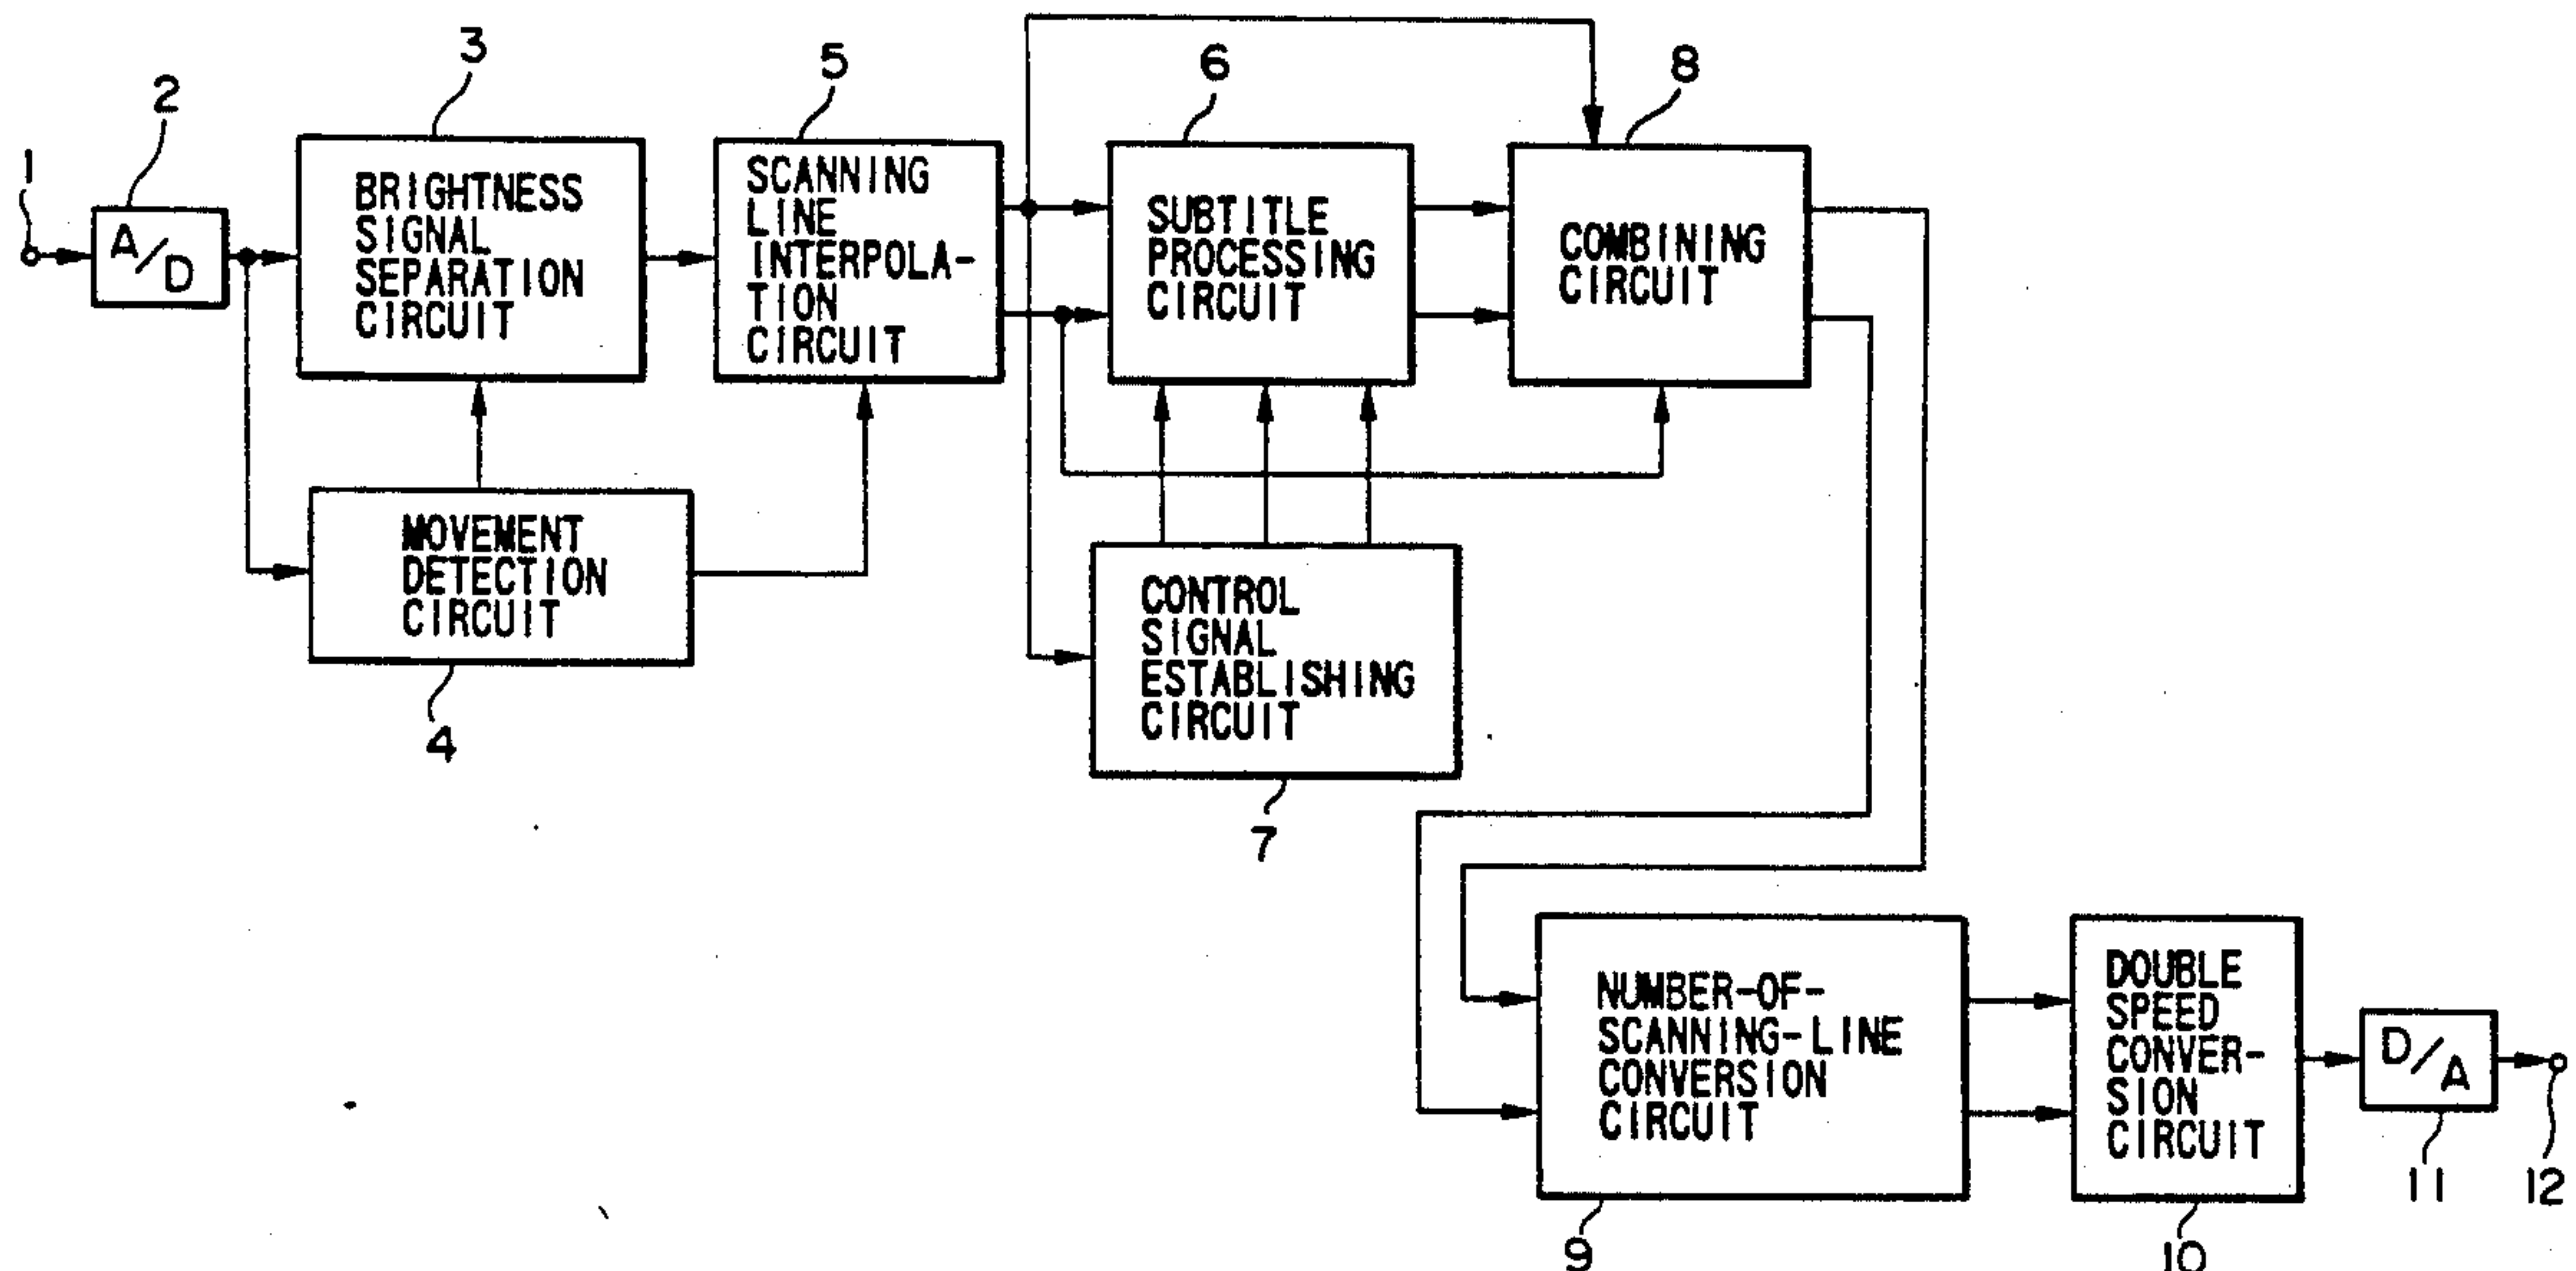 1
2
A/D
3
BRIGHTNESS
SIGNAL
SEPARATION
CIRCUIT
4
MOVEMENT
DETECTION
CIRCUIT
5
SCANNING
LINE
INTERPOLA-
TION
CIRCUIT
6
SUBTITLE
PROCESSING
CIRCUIT
7
CONTROL
SIGNAL
ESTABLISHING
CIRCUIT
8
COMBINING
CIRCUIT
9
NUMBER-OF-
SCANNING-LINE
CONVERSION
CIRCUIT
10
DOUBLE
SPEED
CONVER-
SION
CIRCUIT
D/A
11
12